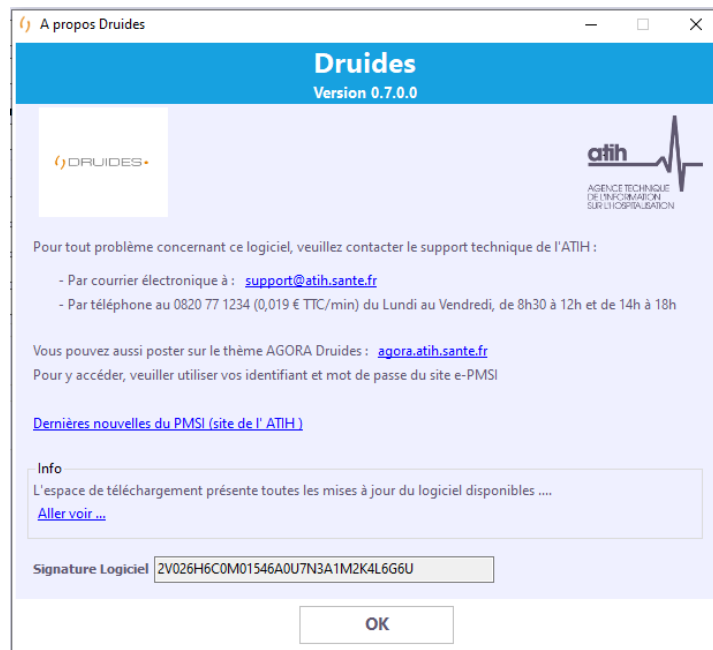 A propos Druides
Druides
Version 0.7.0.0
DRUIDES
atih
AGENCE TECHNIQUE
DE L'INFORMATION
SUR L'HOSPITALISATION
Pour tout problème concernant ce logiciel, veuillez contacter le support technique de l'ATIH :
- Par courrier électronique à : support@atih.sante.fr
- Par téléphone au 0820 77 1234 (0,019 € TTC/min) du Lundi au Vendredi, de 8h30 à 12h et de 14h à 18h
Vous pouvez aussi poster sur le thème AGORA Druides : agora.atih.sante.fr
Pour y accéder, veuiller utiliser vos identifiant et mot de passe du site e-PMSI
Dernières nouvelles du PMSI (site de l' ATIH )
Info
L'espace de téléchargement présente toutes les mises à jour du logiciel disponibles ....
Aller voir ...
Signature Logiciel 2V026H6C0M01546A0U7N3A1M2K4L6G6U
OK